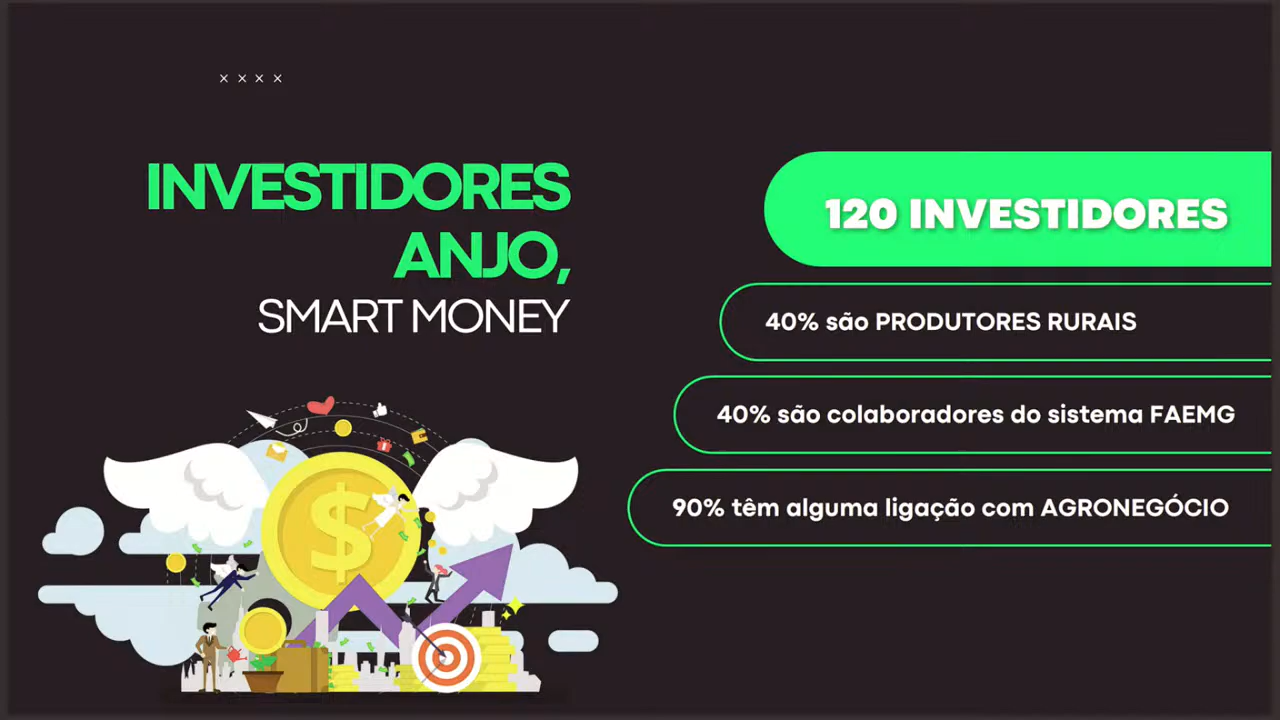 INVESTIDORES
ANJO,
SMART MONEY
120 INVESTIDORES
40% são PRODUTORES RURAIS
40% são colaboradores do sistema FAEMG
90% têm alguma ligação com AGRONEGÓCIO